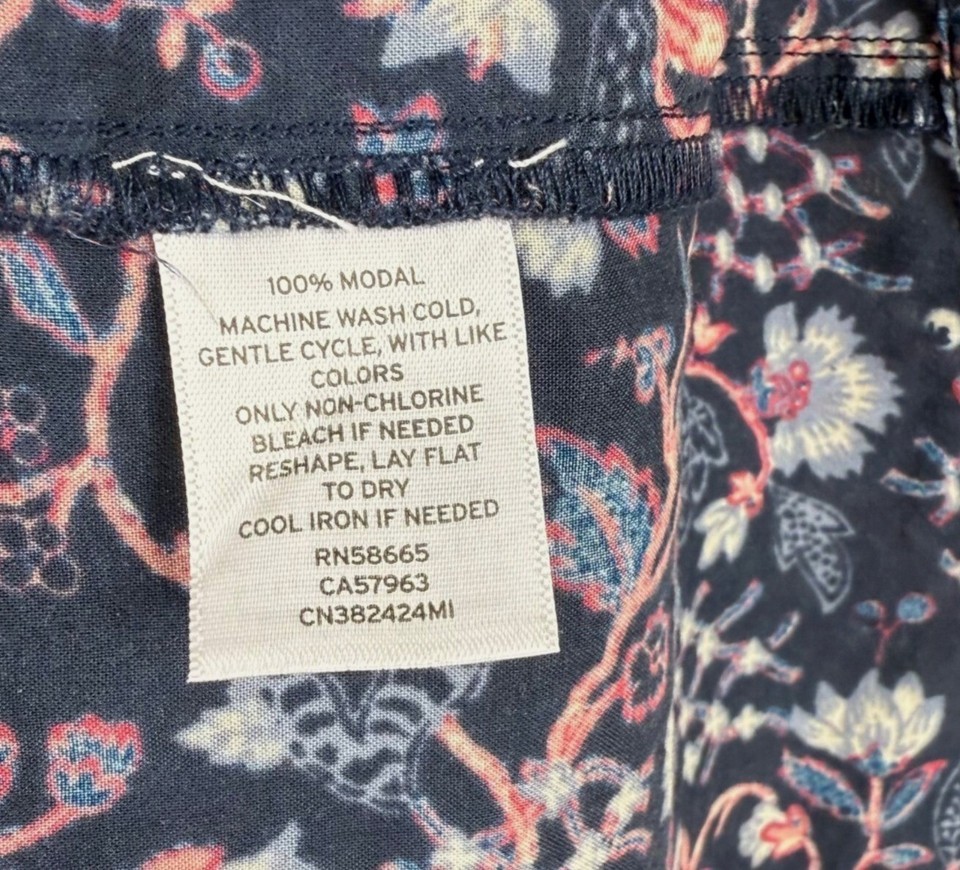 100% MODAL
MACHINE WASH COLD,
GENTLE CYCLE, WITH LIKE
COLORS
ONLY NON-CHLORINE
BLEACH IF NEEDED
RESHAPE, LAY FLAT
TO DRY
COOL IRON IF NEEDED
RN58665
CA57963
CN382424MI